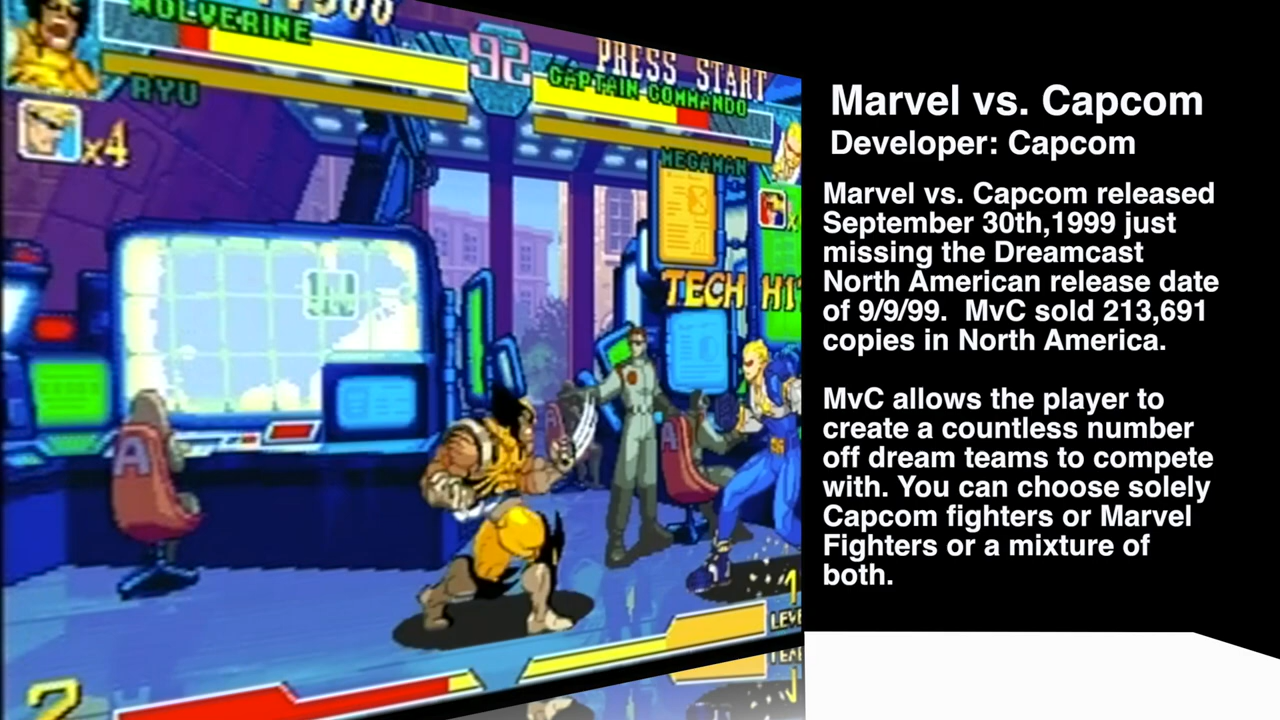 WOLVERINE
92
PRESS START
CAPTAIN COMMANDO
RYU
MEGAMAN
x4
TECH HIT
A
A
2
1
LEVE
Marvel vs. Capcom
Developer: Capcom
Marvel vs. Capcom released
September 30th,1999 just
missing the Dreamcast
North American release date
of 9/9/99.  MvC sold 213,691
copies in North America.
MvC allows the player to
create a countless number
off dream teams to compete
with. You can choose solely
Capcom fighters or Marvel
Fighters or a mixture of
both.